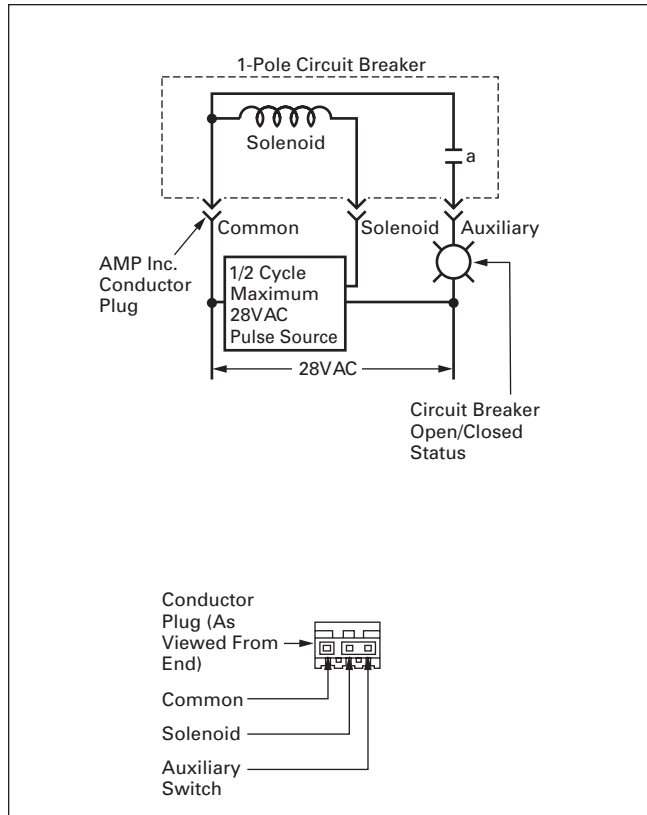 1-Pole Circuit Breaker
Solenoid
a
Common
Solenoid
Auxiliary
AMP Inc.
Conductor
Plug
1/2 Cycle
Maximum
28VAC
Pulse Source
28VAC
Circuit Breaker
Open/Closed
Status
Conductor
Plug (As
Viewed From
End)
Common
Solenoid
Auxiliary
Switch